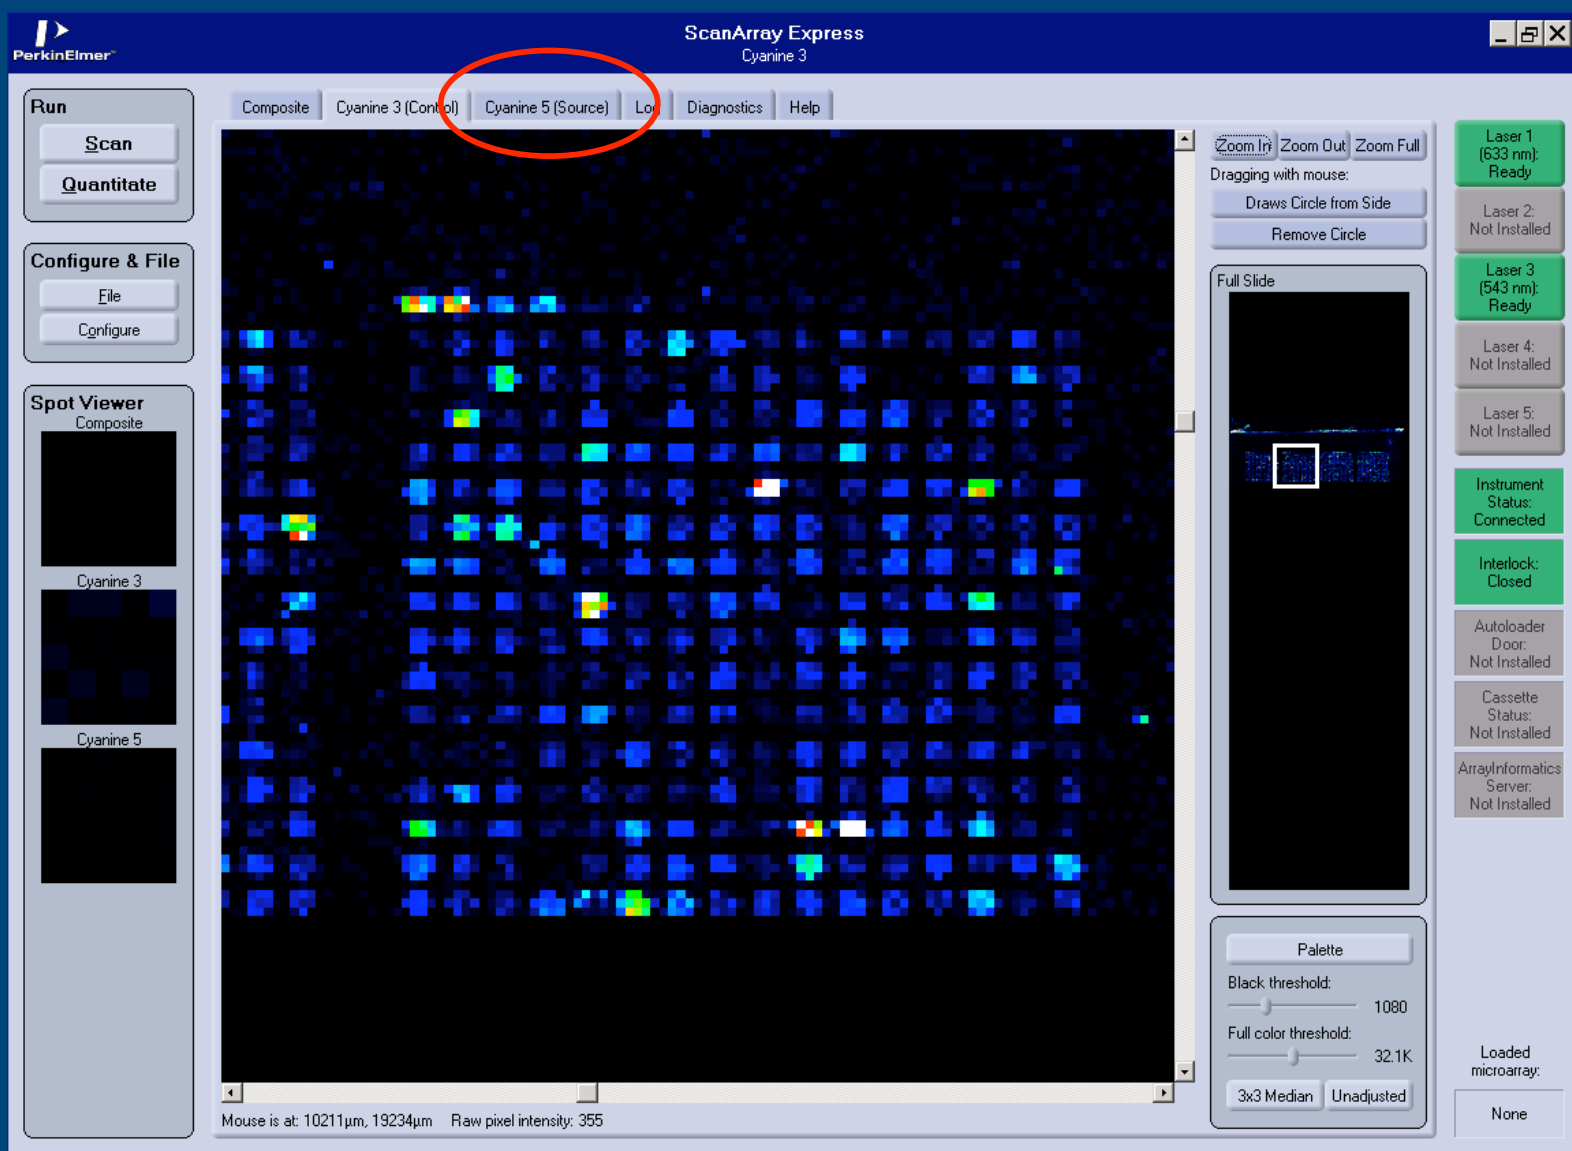 PerkinElmer™
ScanArray Express
Cyanine 3
Run
Scan
Quantitate
Configure & File
File
Configure
Spot Viewer
Composite
Cyanine 3
Cyanine 5
Composite
Cyanine 3 (Control)
Cyanine 5 (Source)
Log
Diagnostics
Help
Mouse is at: 10211µm, 19234µm Raw pixel intensity: 355
Zoom In
Zoom Out
Zoom Full
Dragging with mouse:
Draws Circle from Side
Remove Circle
Full Slide
Palette
Black threshold:
1080
Full color threshold:
32.1K
3x3 Median
Unadjusted
Laser 1
(633 nm):
Ready
Laser 2:
Not Installed
Laser 3
(543 nm):
Ready
Laser 4:
Not Installed
Laser 5:
Not Installed
Instrument
Status:
Connected
Interlock:
Closed
Autoloader
Door:
Not Installed
Cassette
Status:
Not Installed
ArrayInformatics
Server:
Not Installed
Loaded
microarray:
None